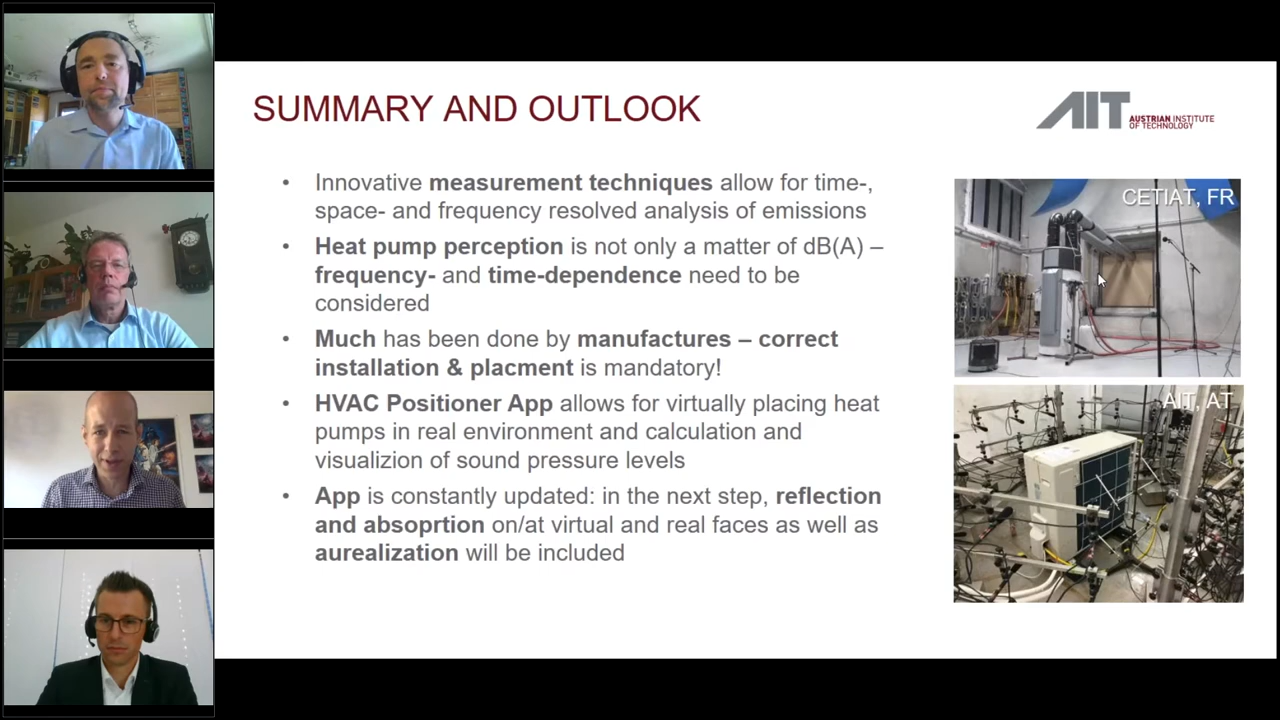 SUMMARY AND OUTLOOK
AIT AUSTRIAN INSTITUTE
OF TECHNOLOGY
• Innovative measurement techniques allow for time-,
space- and frequency resolved analysis of emissions
• Heat pump perception is not only a matter of dB(A) –
frequency- and time-dependence need to be
considered
• Much has been done by manufactures – correct
installation & placment is mandatory!
• HVAC Positioner App allows for virtually placing heat
pumps in real environment and calculation and
visualizion of sound pressure levels
• App is constantly updated: in the next step, reflection
and absoprtion on/at virtual and real faces as well as
aurealization will be included
CETIAT, FR
AIT, AT